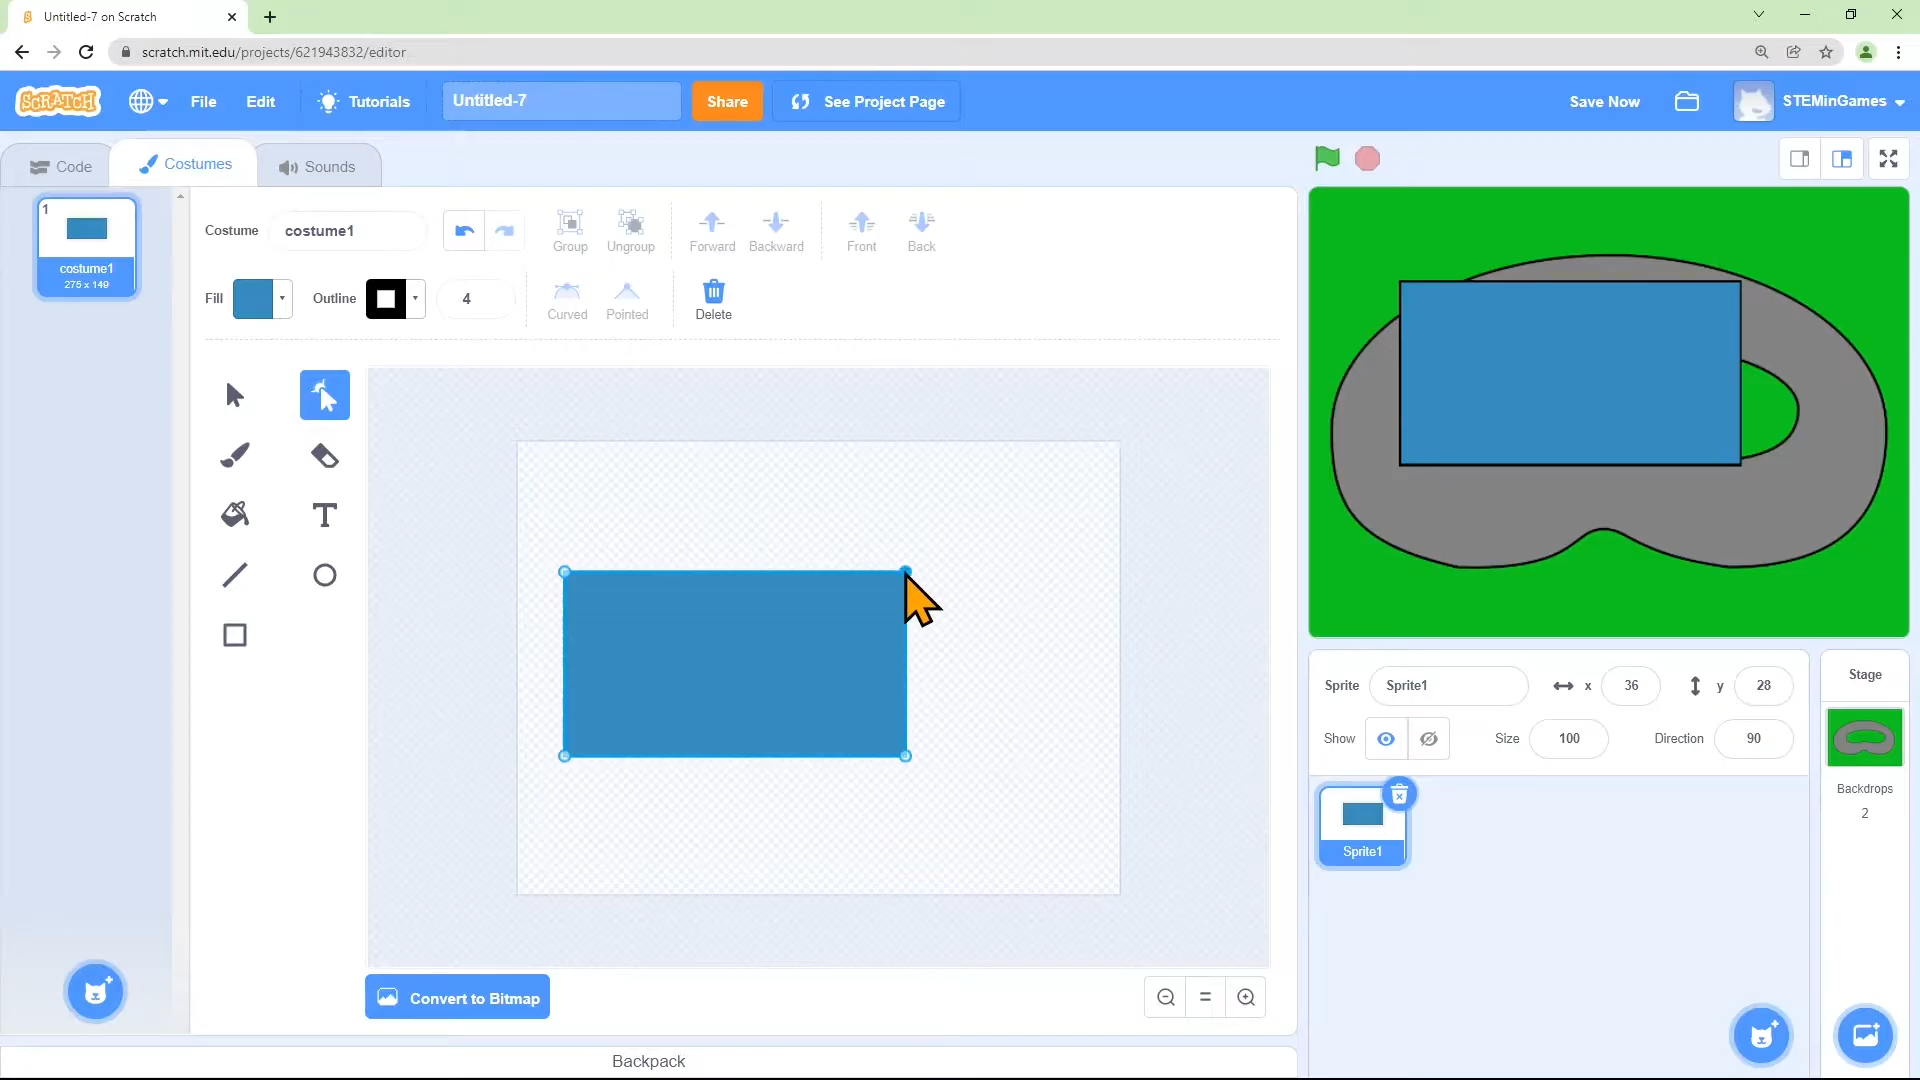 Untitled-7 on Scratch
scratch.mit.edu/projects/621943832/editor
SCRATCH
File
Edit
Tutorials
Untitled-7
Share
See Project Page
Save Now
STEMinGames
Code
Costumes
Sounds
1
costume1
275 x 149
Costume
costume1
Group
Ungroup
Forward
Backward
Front
Back
Fill
Outline
4
Curved
Pointed
Delete
T
Convert to Bitmap
Backpack
Sprite
Sprite1
x
36
y
28
Show
Size
100
Direction
90
Sprite1
Stage
Backdrops
2